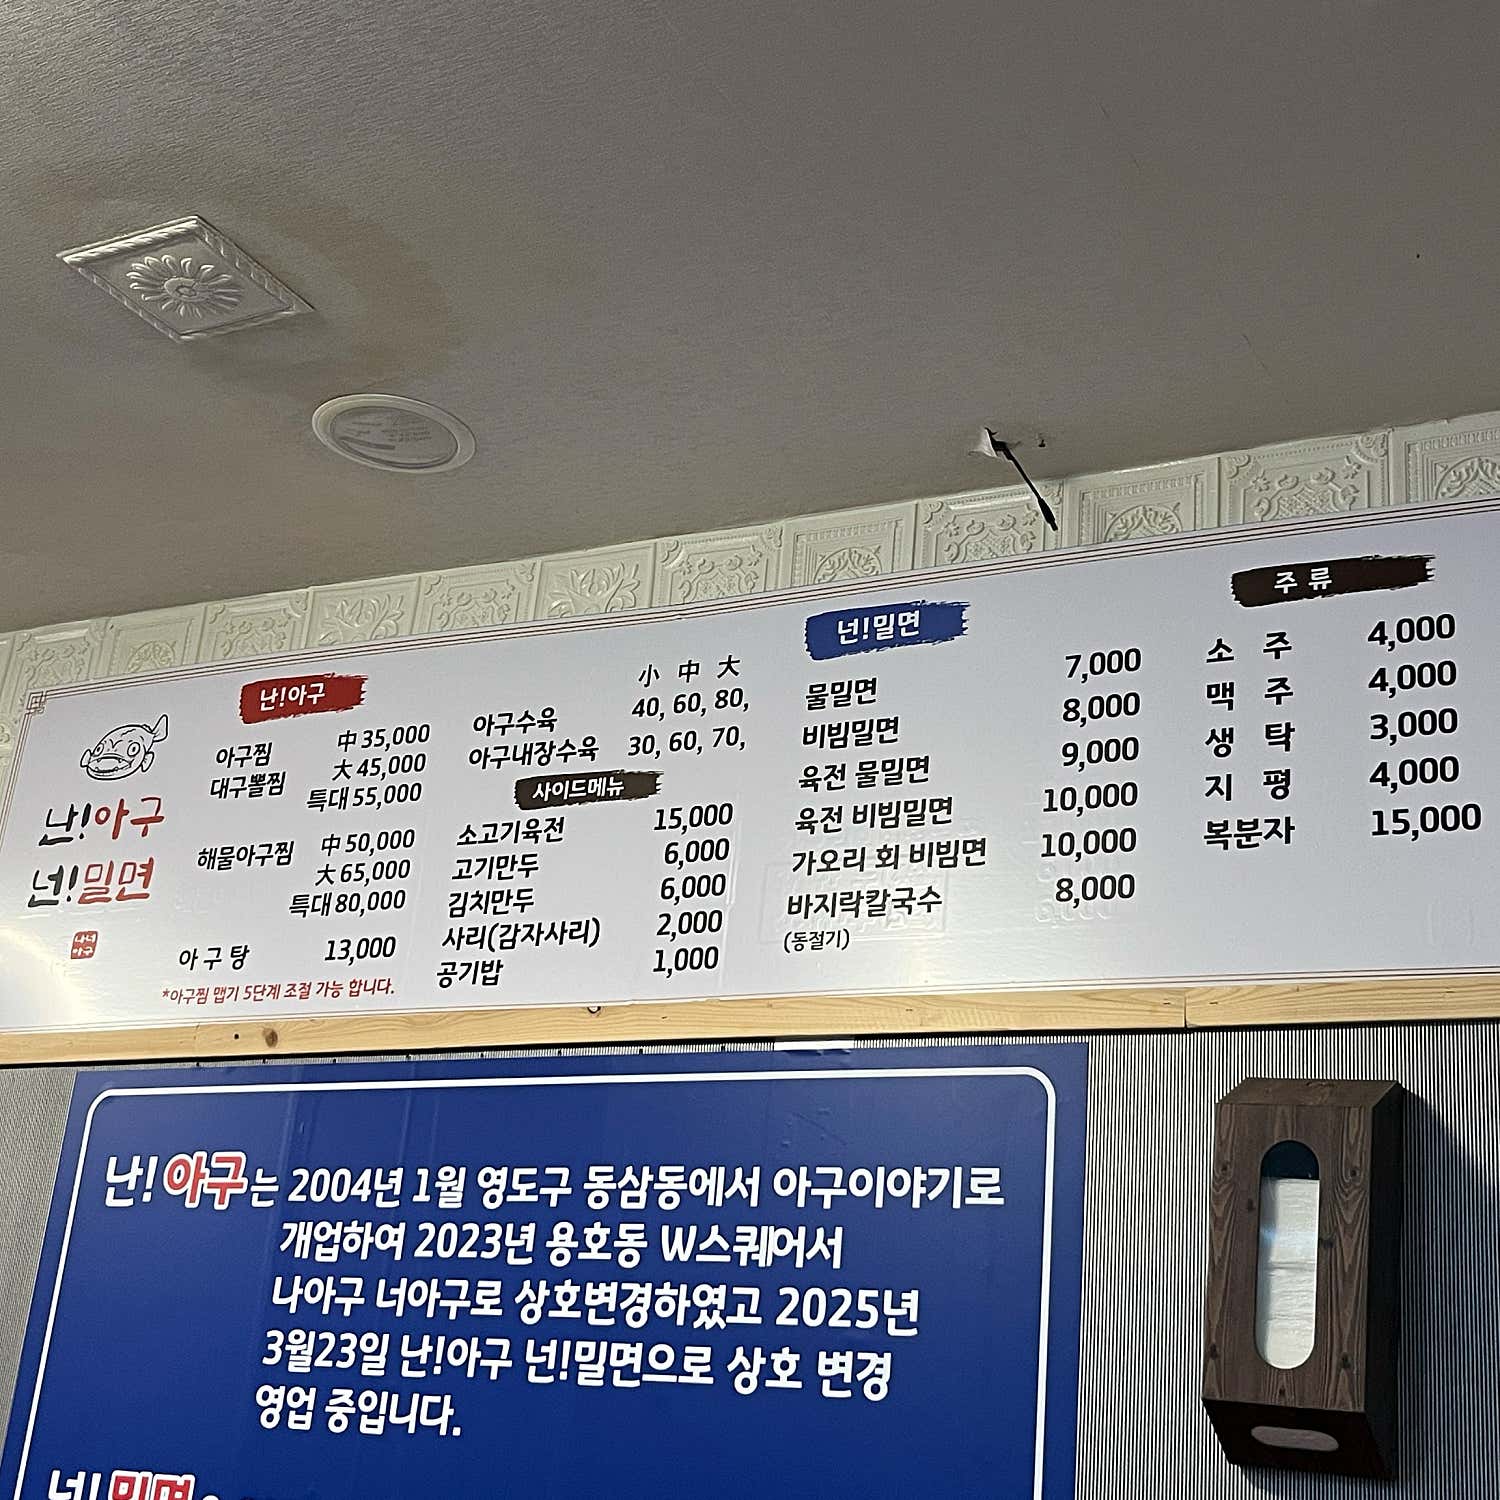 난!아구
넌!밀면
나너
아구
난!아구
아구찜 中 35,000
대구뽈찜 大 45,000
특대 55,000
해물아구찜 中 50,000
大 65,000
특대 80,000
아구탕 13,000
*아구찜 맵기 5단계 조절 가능 합니다.
小 中 大
아구수육 40, 60, 80,
아구내장수육 30, 60, 70,
사이드메뉴
소고기육전 15,000
고기만두 6,000
김치만두 6,000
사리(감자사리) 2,000
공기밥 1,000
넌!밀면
물밀면 7,000
비빔밀면 8,000
육전 물밀면 9,000
육전 비빔밀면 10,000
가오리 회 비빔면 10,000
바지락칼국수 8,000
(동절기)
주 류
소 주 4,000
맥 주 4,000
생 탁 3,000
지 평 4,000
복분자 15,000
난! 아구는 2004년 1월 영도구 동삼동에서 아구이야기로
개업하여 2023년 용호동 W스퀘어서
나아구 너아구로 상호변경하였고 2025년
3월23일 난!아구 넌!밀면으로 상호 변경
영업 중입니다.
넌!밀면